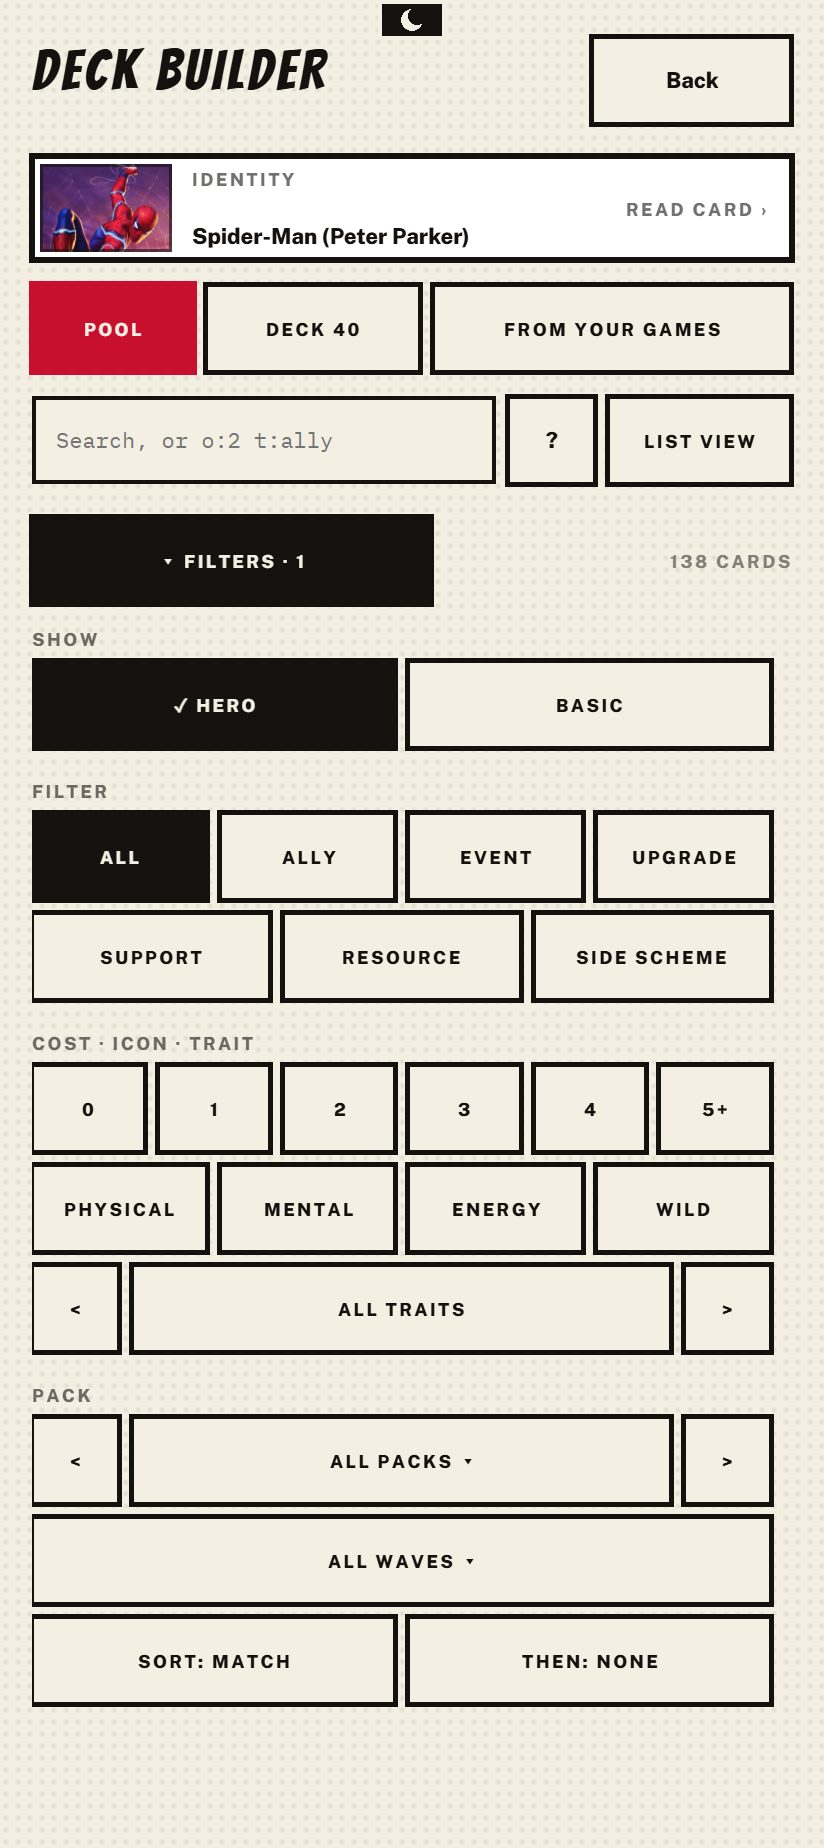 DECK BUILDER
Back
IDENTITY
READ CARD ›
Spider-Man (Peter Parker)
POOL
DECK 40
FROM YOUR GAMES
Search, or o:2 t:ally
?
LIST VIEW
▾ FILTERS · 1
138 CARDS
SHOW
✓ HERO
BASIC
FILTER
ALL
ALLY
EVENT
UPGRADE
SUPPORT
RESOURCE
SIDE SCHEME
COST · ICON · TRAIT
0
1
2
3
4
5+
PHYSICAL
MENTAL
ENERGY
WILD
<
ALL TRAITS
>
PACK
<
ALL PACKS ▾
>
ALL WAVES ▾
SORT: MATCH
THEN: NONE